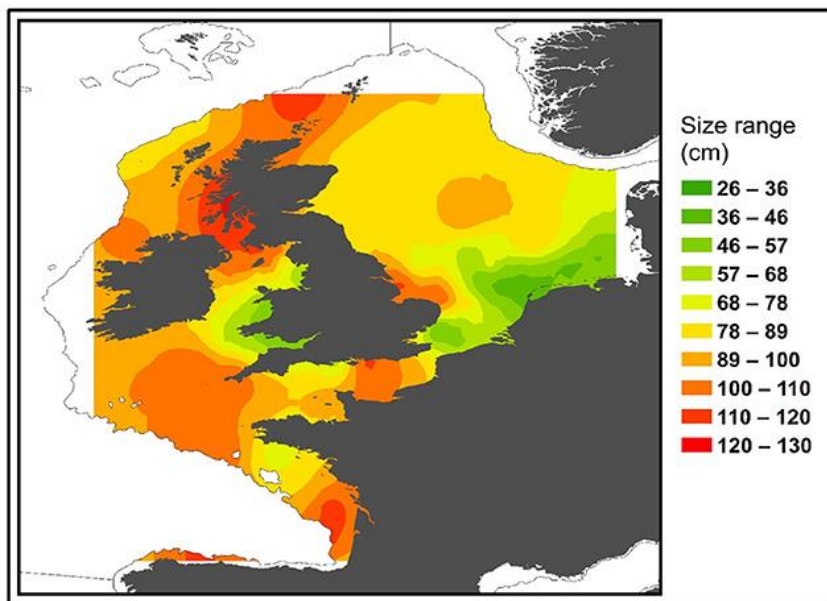 Size range
(cm)
26 – 36
36 – 46
46 – 57
57 – 68
68 – 78
78 – 89
89 – 100
100 – 110
110 – 120
120 – 130